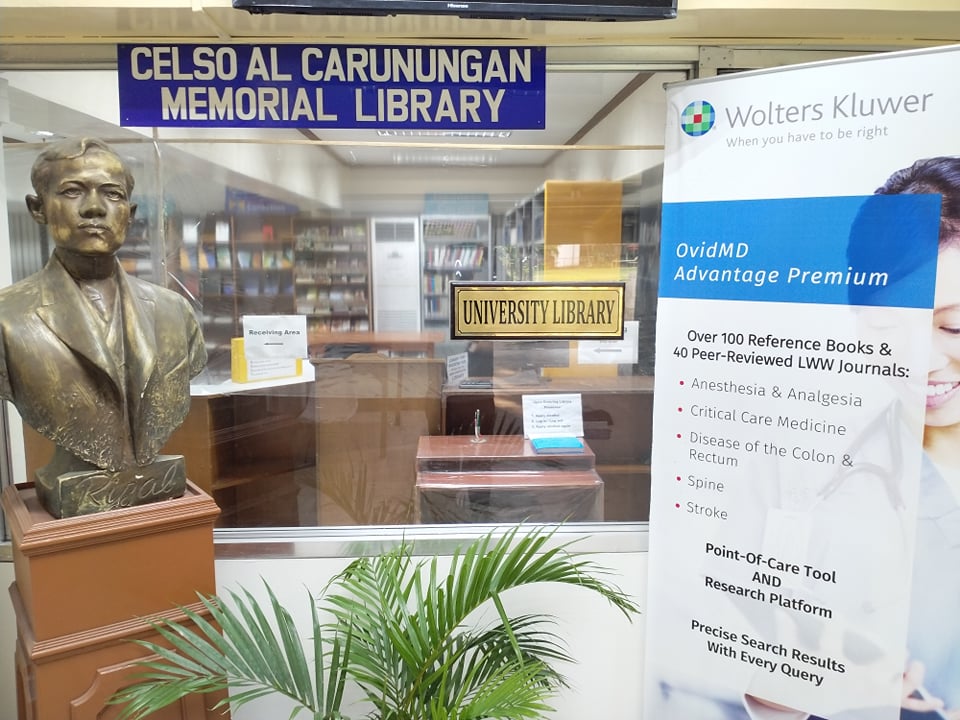 Hisense
CELSO AL CARUNUNGAN
MEMORIAL LIBRARY
UNIVERSITY LIBRARY
Receiving Area
Rizal
Wolters Kluwer
When you have to be right
OvidMD
Advantage Premium
Over 100 Reference Books &
40 Peer-Reviewed LWW Journals:
• Anesthesia & Analgesia
• Critical Care Medicine
• Disease of the Colon &
Rectum
• Spine
• Stroke
Point-Of-Care Tool
AND
Research Platform
Precise Search Results
With Every Query